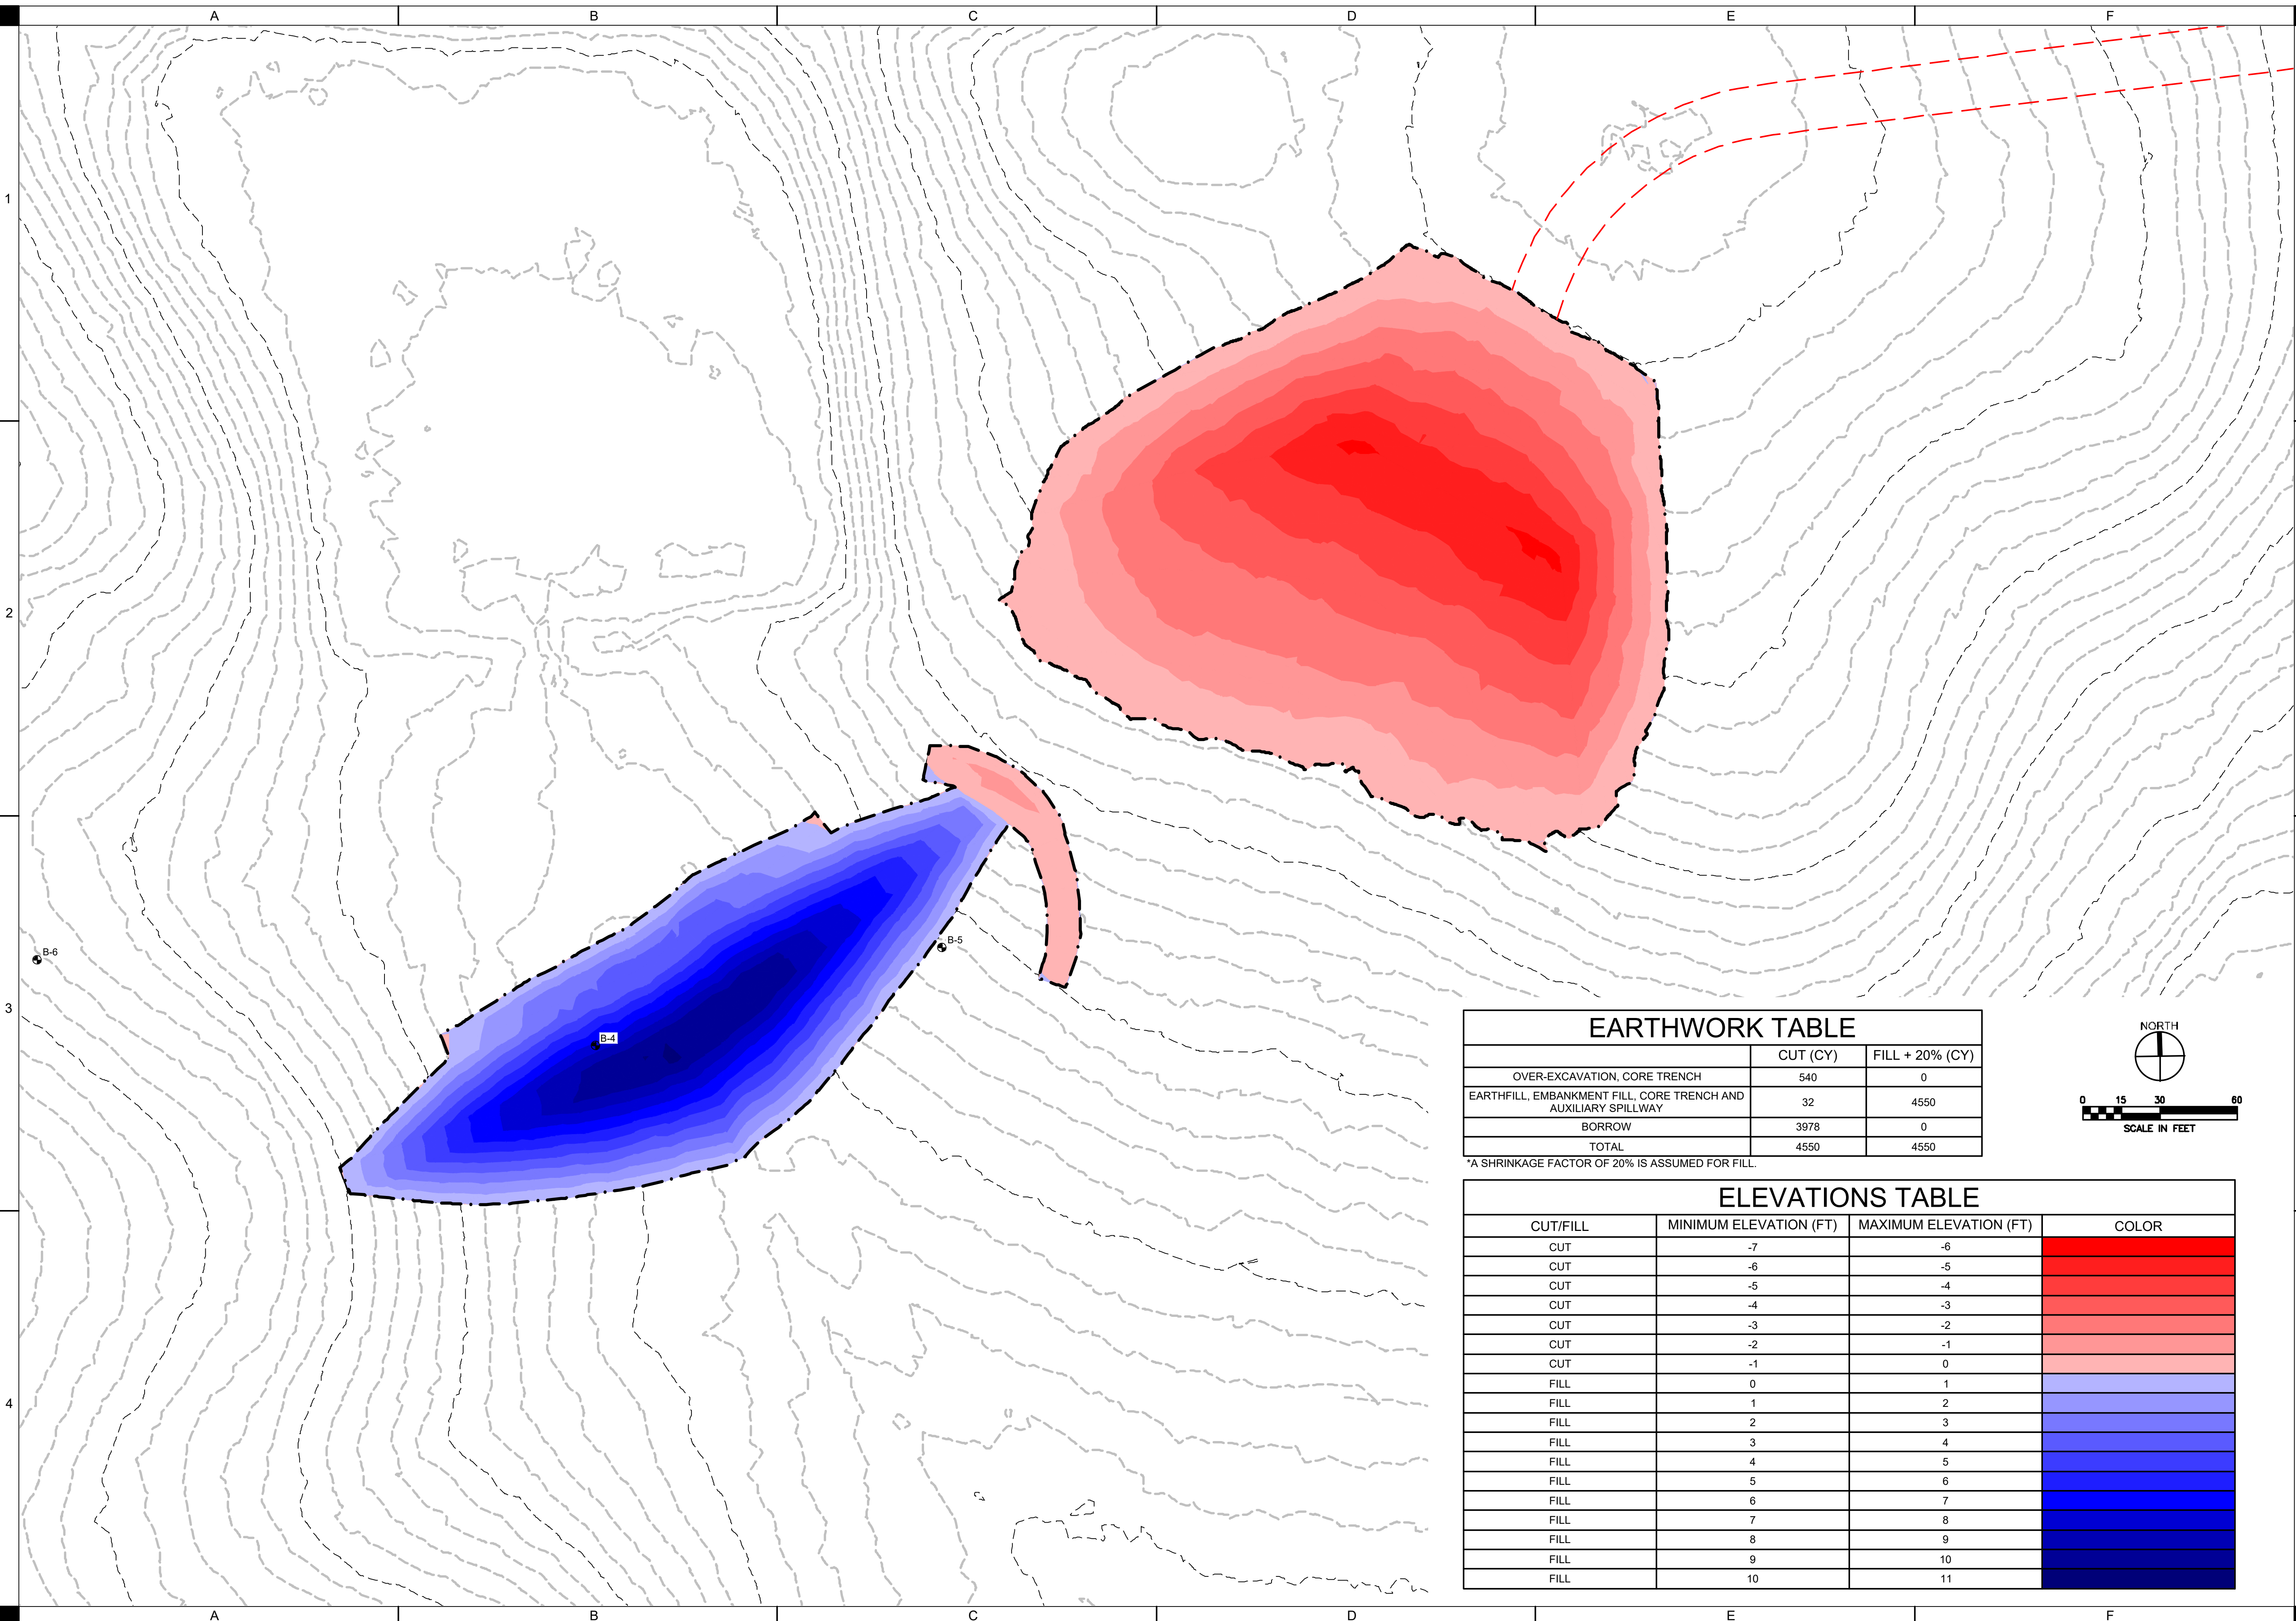 A B C D E F
1
2
B-6
B-5
3
B-4
EARTHWORK TABLE
CUT (CY) FILL + 20% (CY)
OVER-EXCAVATION, CORE TRENCH 540 0
EARTHFILL, EMBANKMENT FILL, CORE TRENCH AND
AUXILIARY SPILLWAY 32 4550
BORROW 3978 0
TOTAL 4550 4550
*A SHRINKAGE FACTOR OF 20% IS ASSUMED FOR FILL.
NORTH
0 15 30 60
SCALE IN FEET
ELEVATIONS TABLE
CUT/FILL MINIMUM ELEVATION (FT) MAXIMUM ELEVATION (FT) COLOR
CUT -7 -6
CUT -6 -5
CUT -5 -4
CUT -4 -3
CUT -3 -2
CUT -2 -1
CUT -1 0
FILL 0 1
FILL 1 2
FILL 2 3
FILL 3 4
FILL 4 5
FILL 5 6
FILL 6 7
FILL 7 8
FILL 8 9
FILL 9 10
FILL 10 11
4
A B C D E F